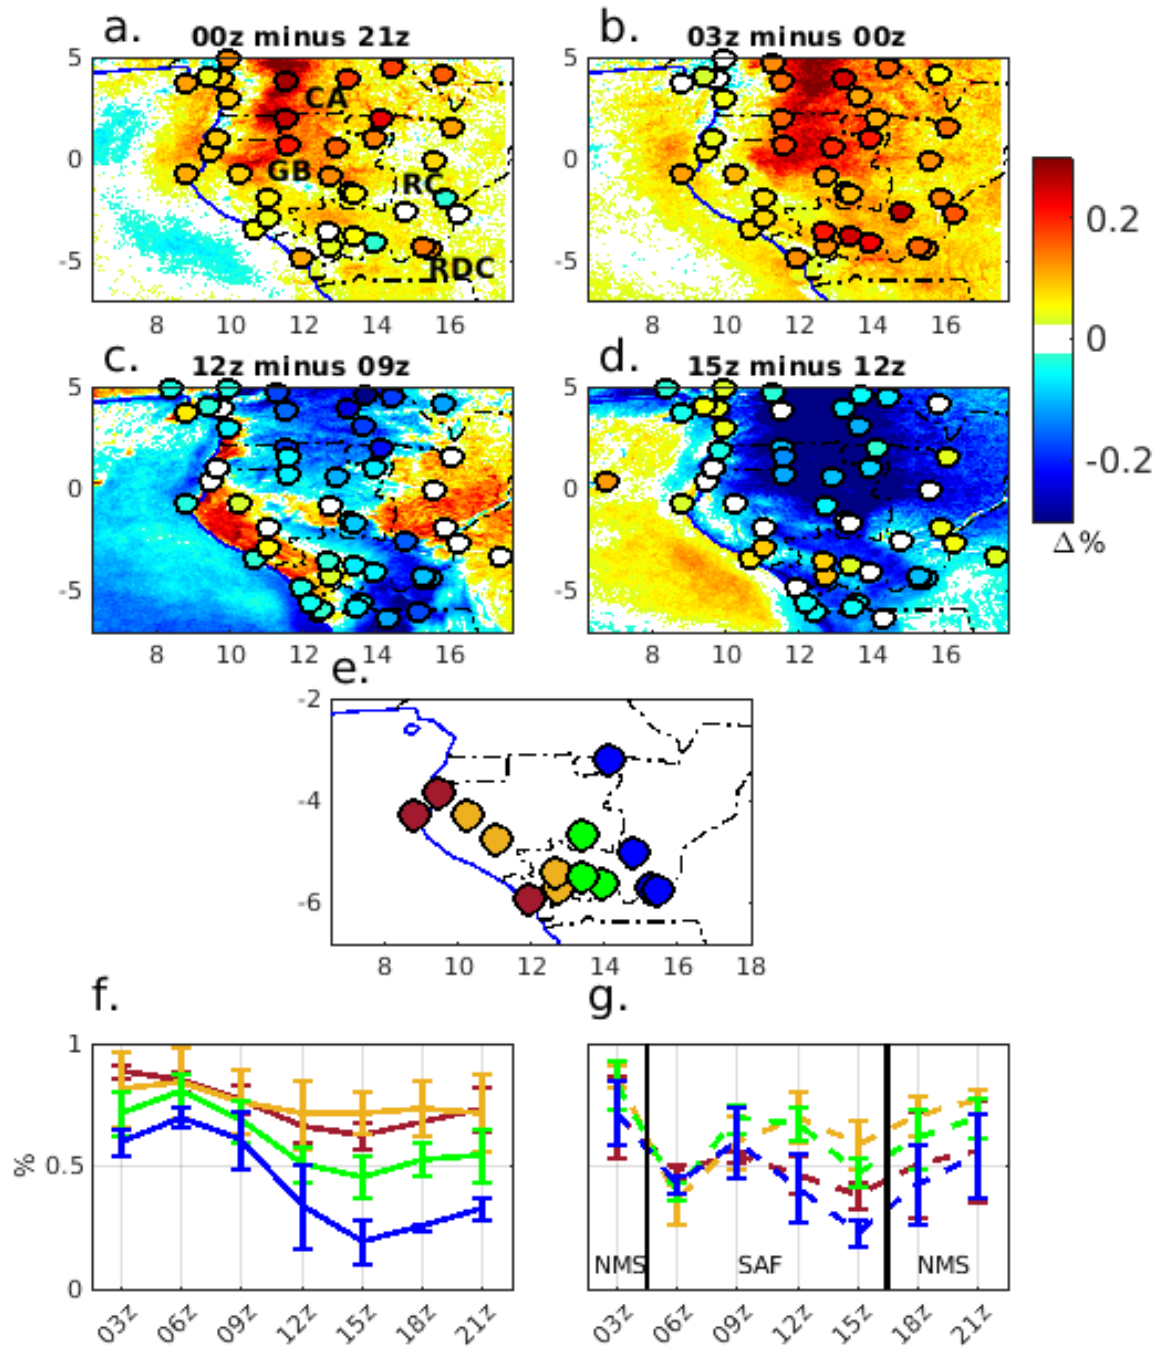 a.
00z minus 21z
b.
03z minus 00z
5
0
-5
CA
GB
RC
RDC
8 10 12 14 16
5
0
-5
8 10 12 14 16
0.2
0
-0.2
Δ%
c.
12z minus 09z
d.
15z minus 12z
5
0
-5
8 10 12 14 16
5
0
-5
8 10 12 14 16
e.
-2
-4
-6
8 10 12 14 16 18
f.
g.
1
0.5
0
%
03z 06z 09z 12z 15z 18z 21z
NMS SAF NMS
03z 06z 09z 12z 15z 18z 21z